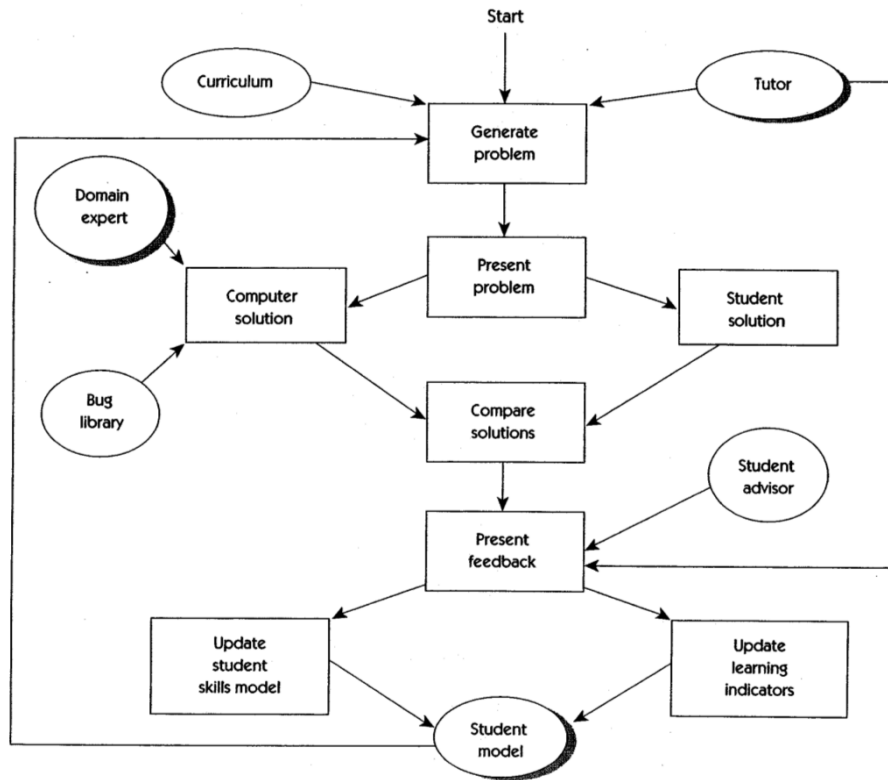 Start
Curriculum
Tutor
Generate
problem
Domain
expert
Present
problem
Computer
solution
Student
solution
Bug
library
Compare
solutions
Student
advisor
Present
feedback
Update
student
skills model
Update
learning
indicators
Student
model